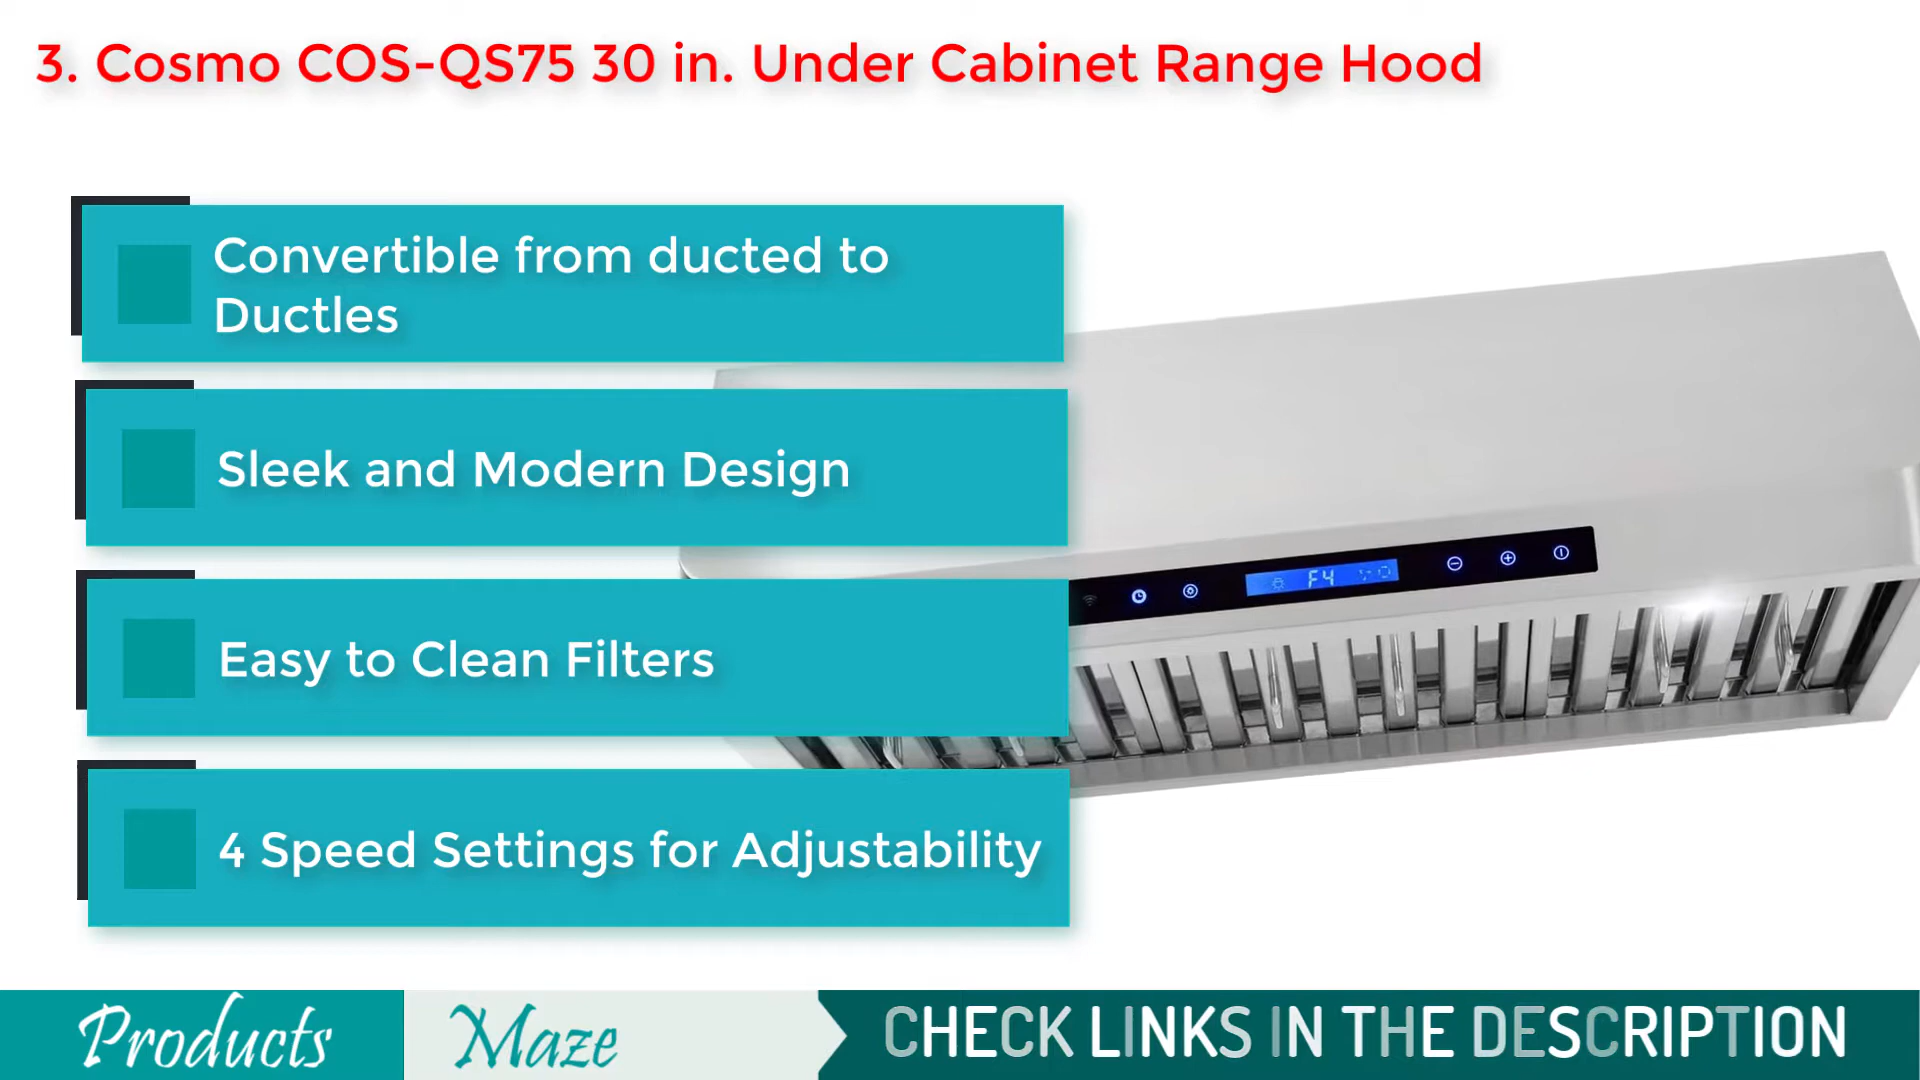 3. Cosmo COS-QS75 30 in. Under Cabinet Range Hood
Convertible from ducted to
Ductles
Sleek and Modern Design
F4
Easy to Clean Filters
4 Speed Settings for Adjustability
Products Maze CHECK LINKS IN THE DESCRIPTION